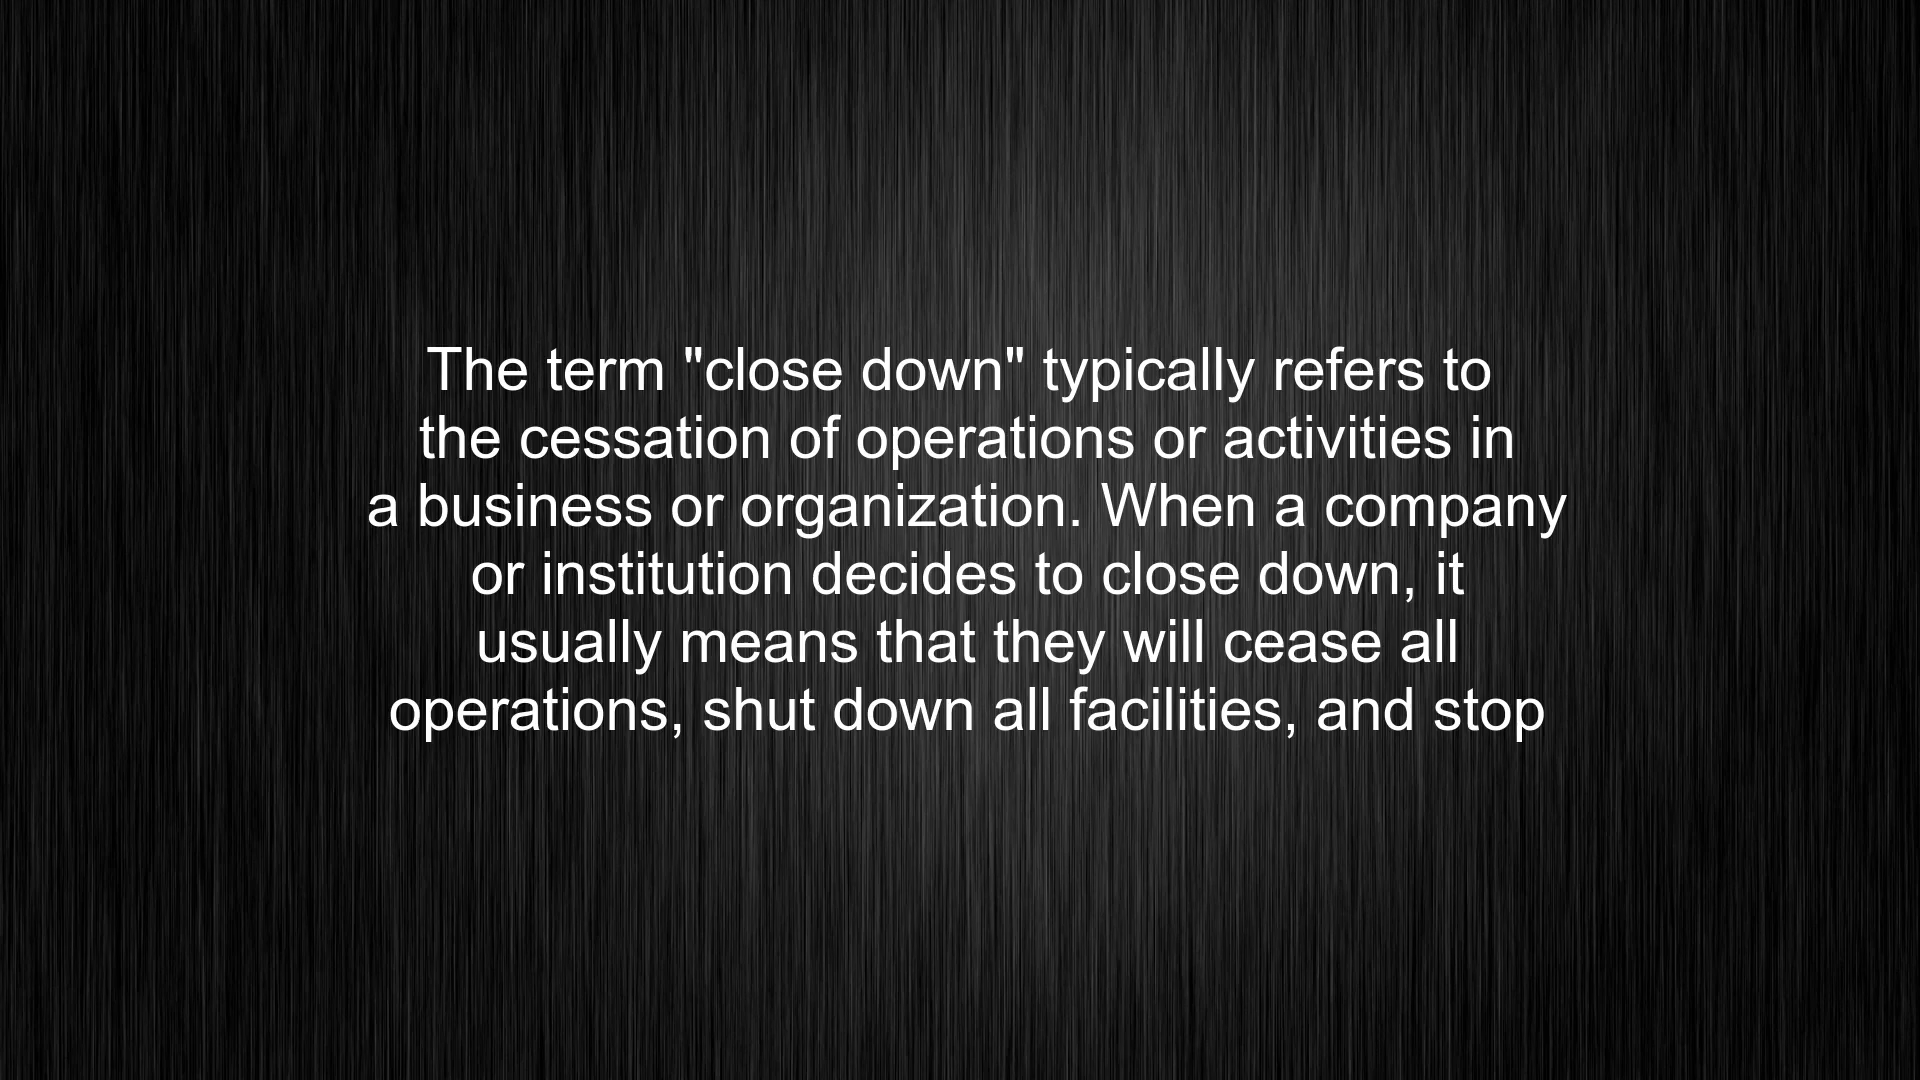 The term "close down" typically refers to
the cessation of operations or activities in
a business or organization. When a company
or institution decides to close down, it
usually means that they will cease all
operations, shut down all facilities, and stop